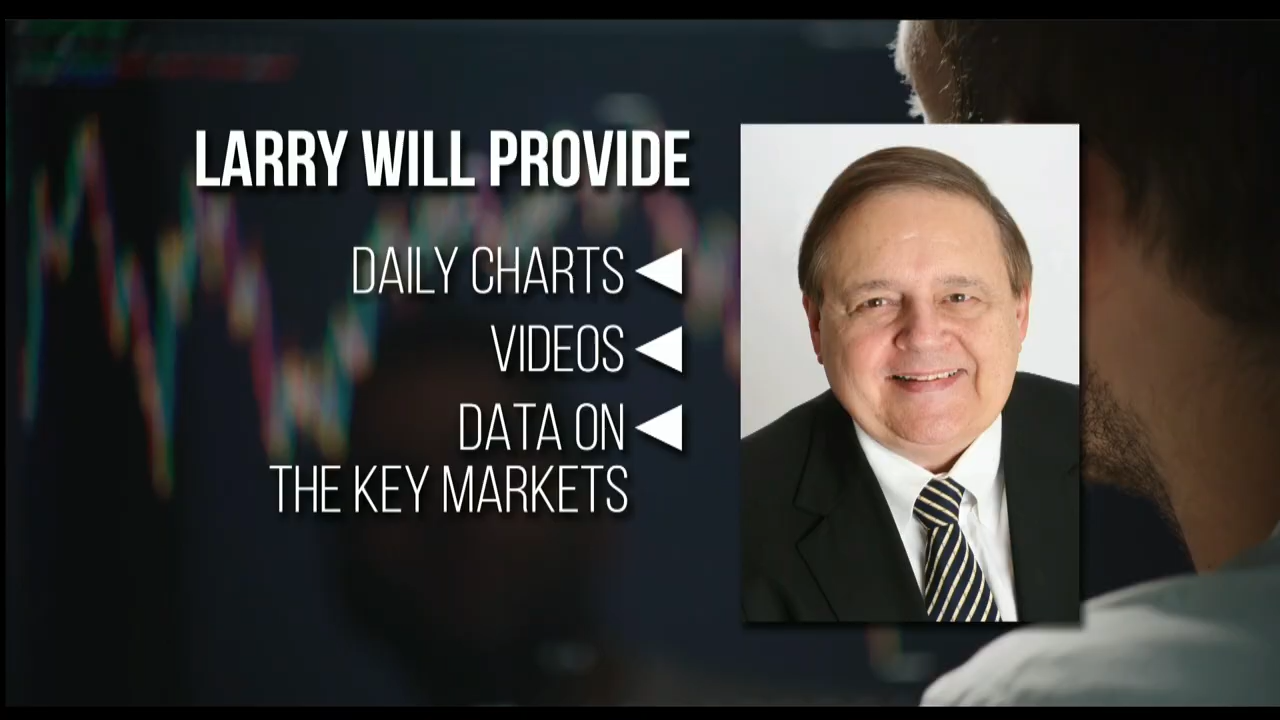 LARRY WILL PROVIDE
DAILY CHARTS
VIDEOS
DATA ON
THE KEY MARKETS